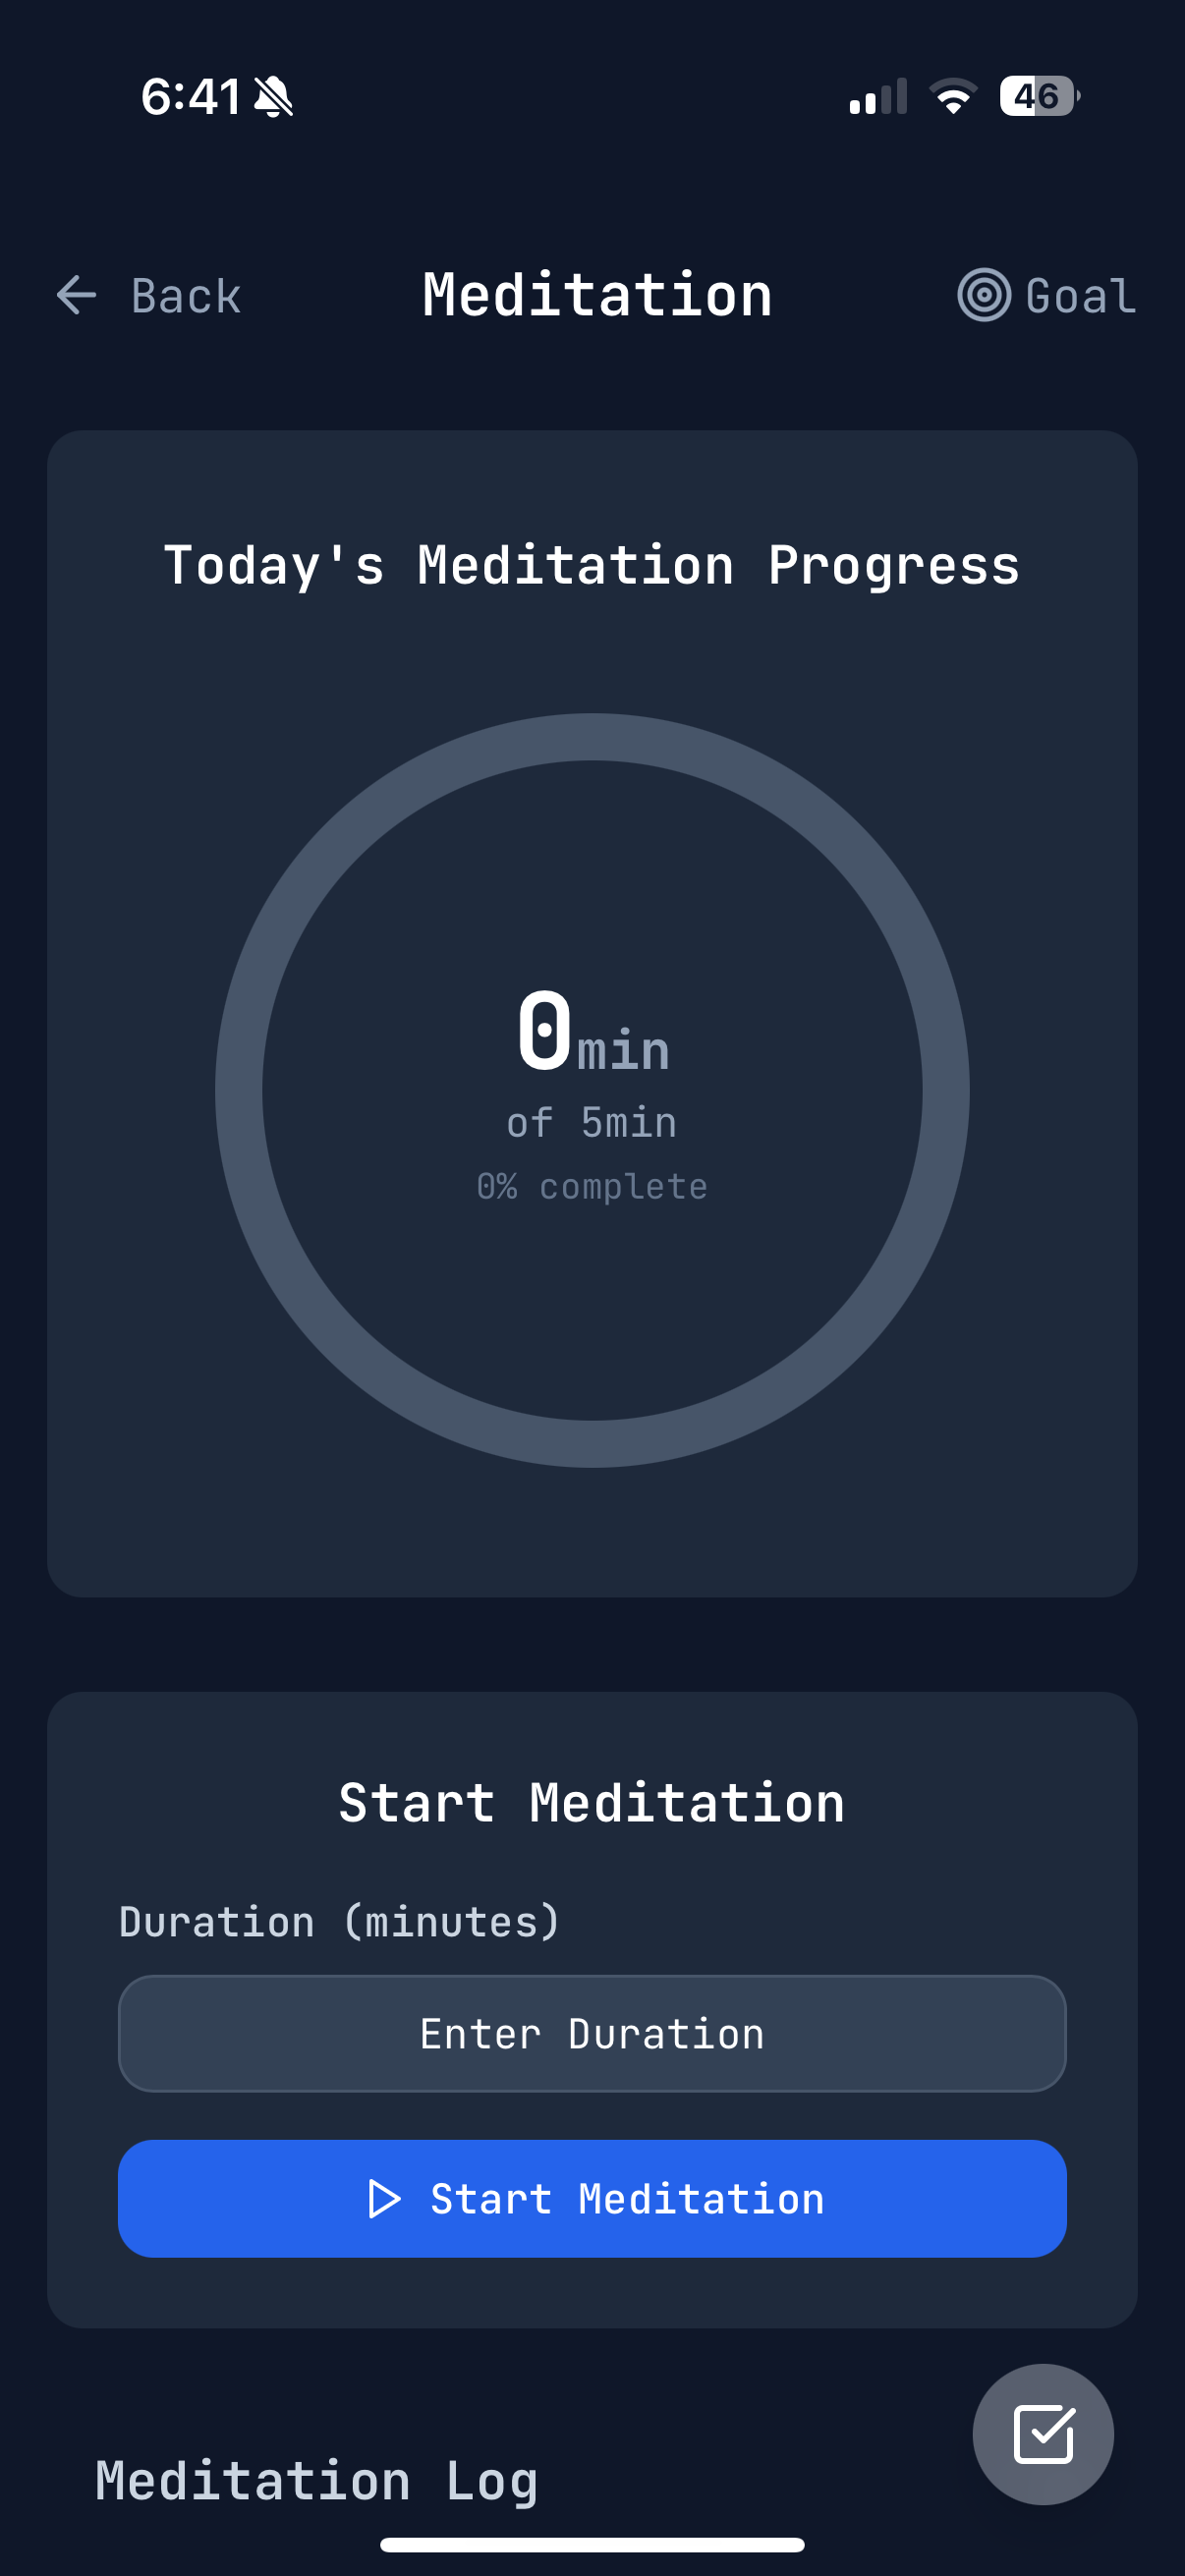 6:41 46
Back Meditation Goal
Today's Meditation Progress
0min
of 5min
0% complete
Start Meditation
Duration (minutes)
Enter Duration
Start Meditation
Meditation Log